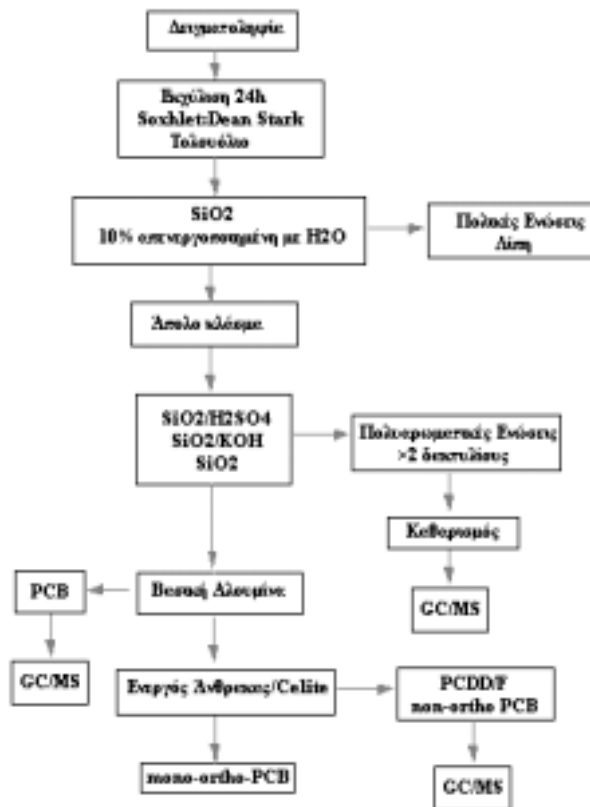 Δειγματοληψία
Εκχύλιση 24h
Soxhlet:Dean Stark
Τολουόλιο
SiO2
10% απενεργοποιημένη με H2O
Πολικές Ενώσεις
Λίπη
Άπολο κλάσμα
SiO2/H2SO4
SiO2/KOH
SiO2
Πολυαρωματικές Ενώσεις
>2 δακτυλίους
Καθαρισμός
GC/MS
PCB
Βασική Αλουμίνα
GC/MS
Ενεργός Άνθρακας/Celite
PCDD/F
non-ortho PCB
mono-ortho-PCB
GC/MS